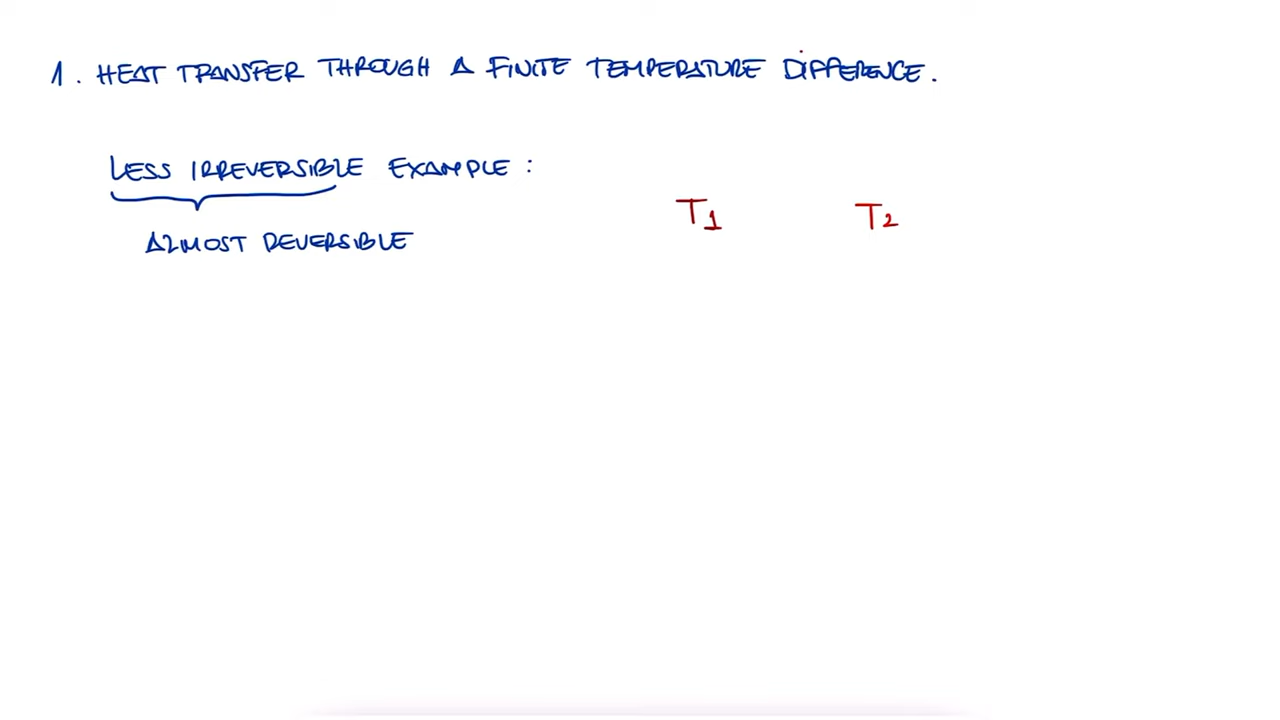 1. HEAT TRANSFER THROUGH A FINITE TEMPERATURE DIFFERENCE.
LESS IRREVERSIBLE EXAMPLE:
T1 T2
ALMOST REVERSIBLE